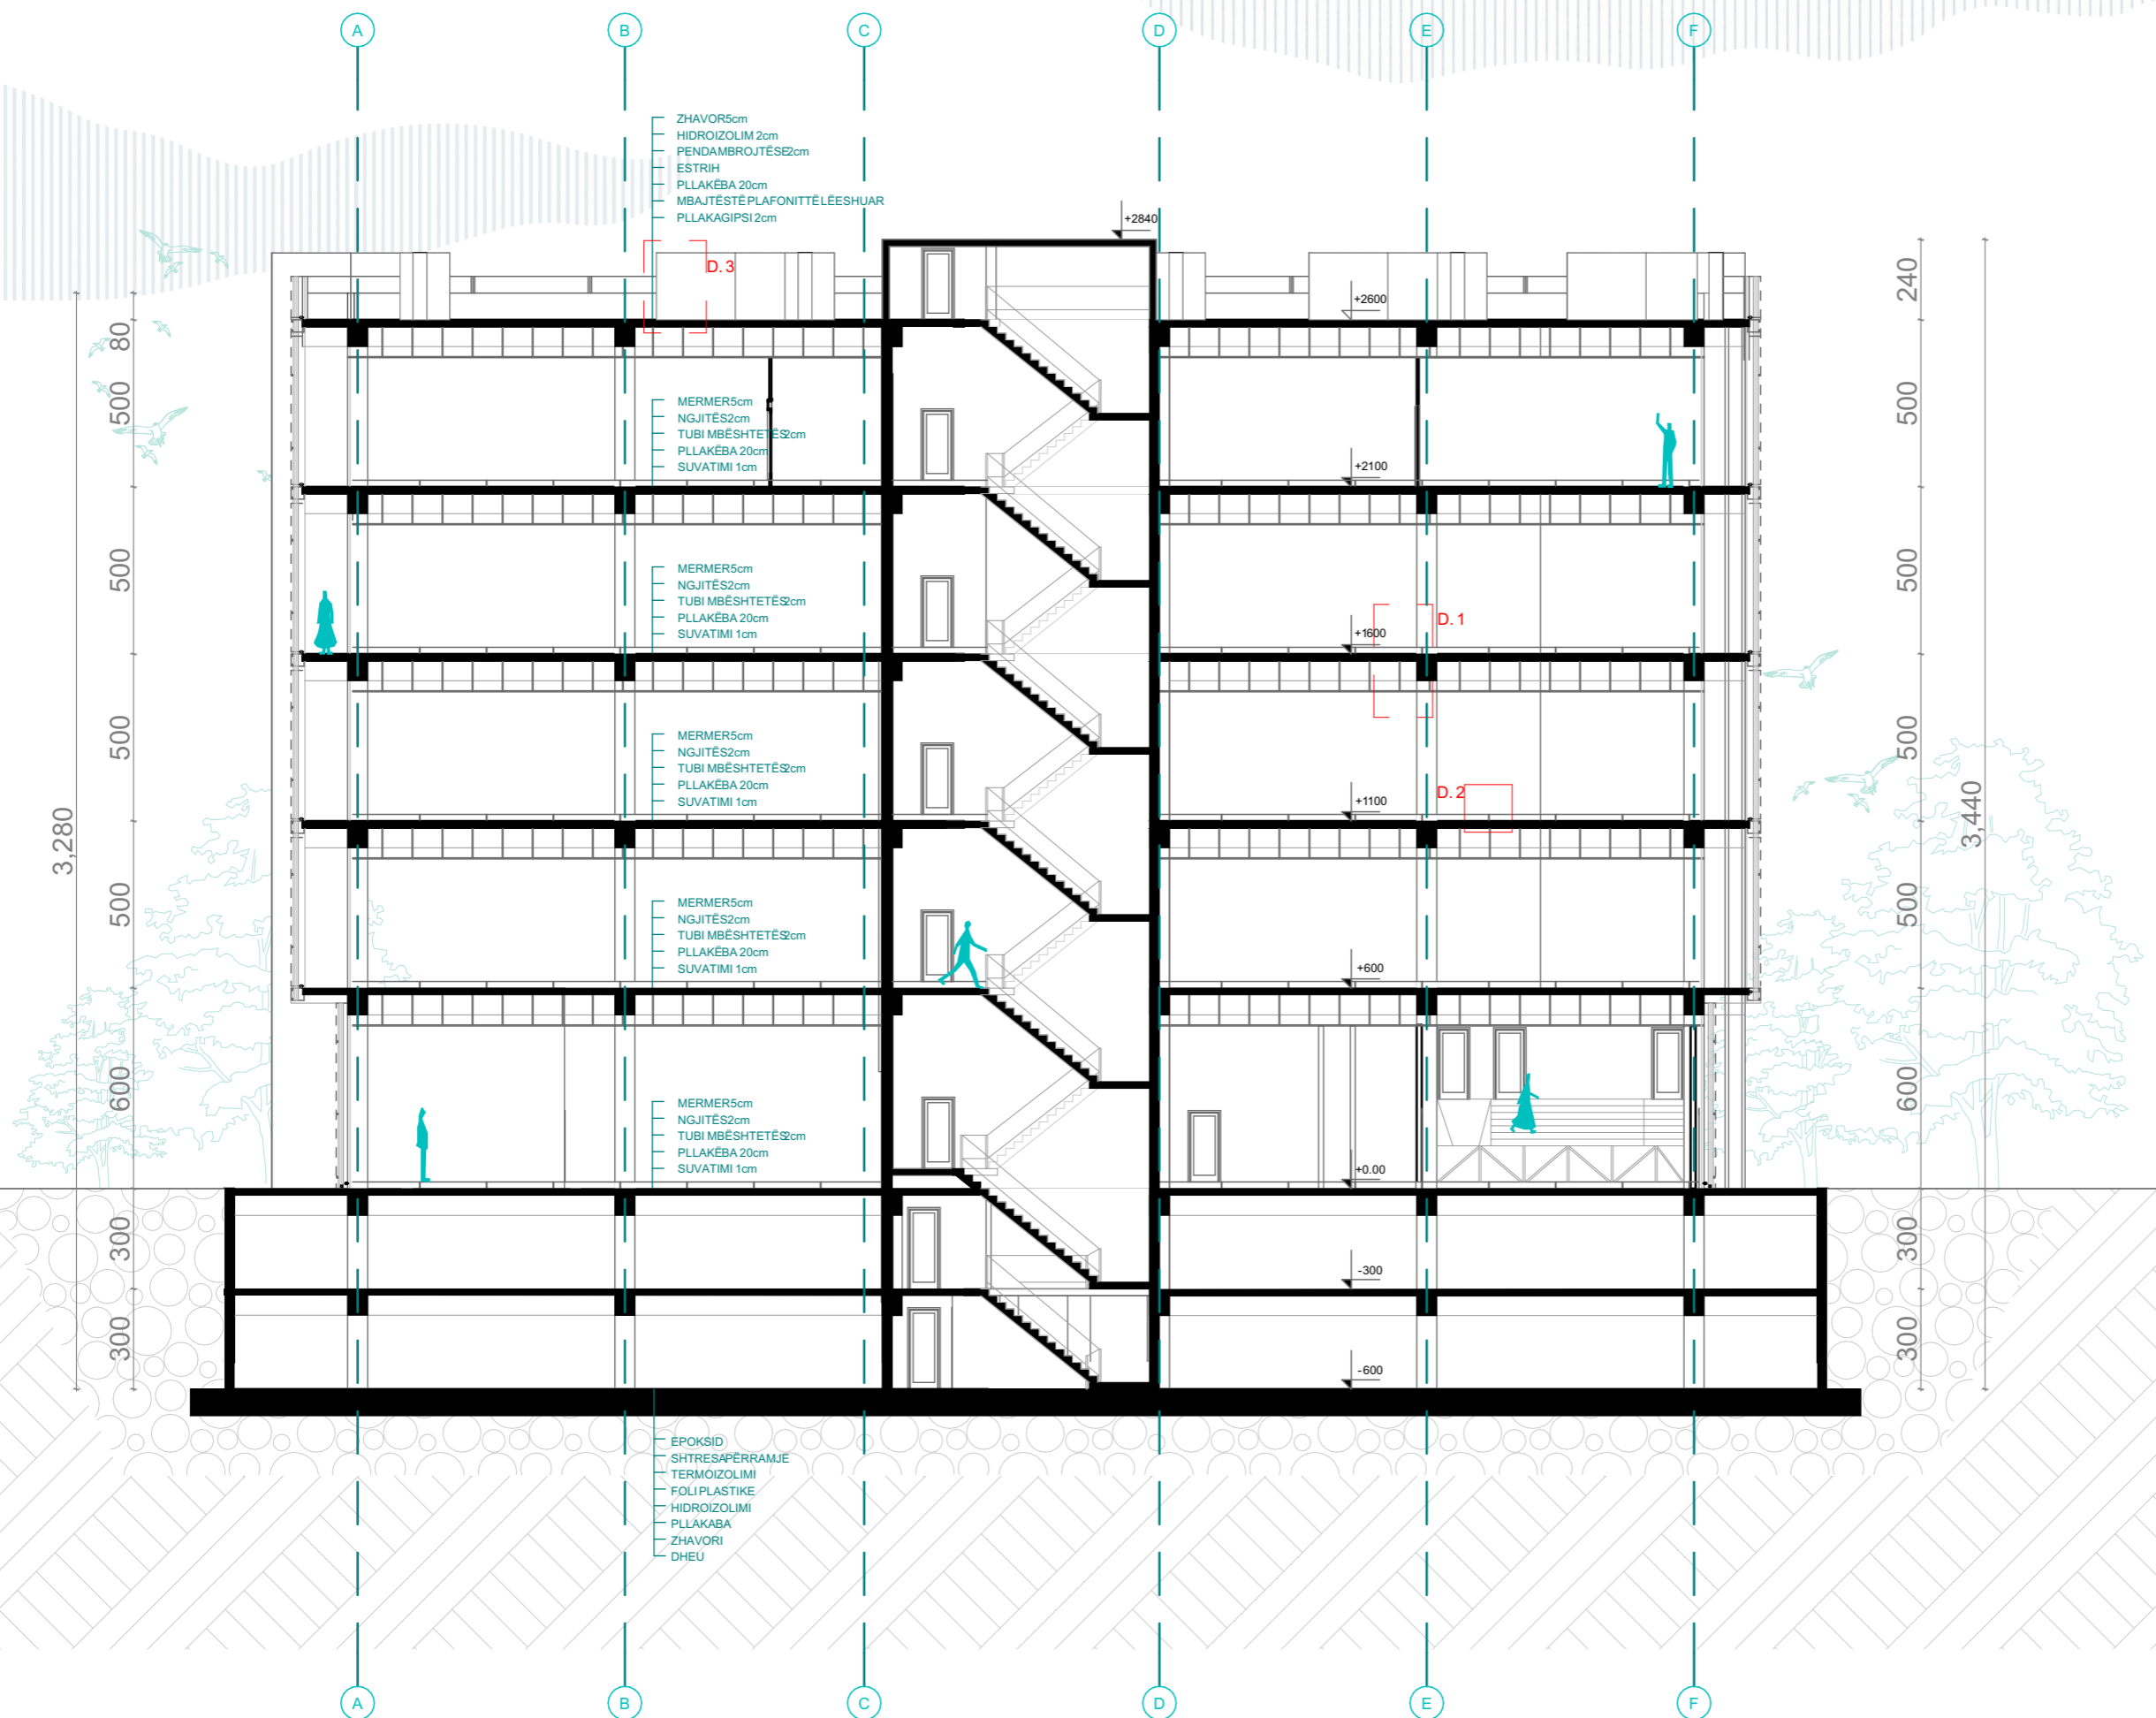 A B C D E F
ZHAVOR5cm
HIDROIZOLIM 2cm
PENDAMBROJTËSE2cm
ESTRIH
PLLAKËBA 20cm
MBAJTËSTË PLAFONITTË LËESHUAR
PLLAKAGIPSI 2cm
+2840
D. 3
+2600
240
80
500
500
MERMER5cm
NGJITËS2cm
TUBI MBËSHTETËS2cm
PLLAKËBA 20cm
SUVATIMI 1cm
+2100
500
500
MERMER5cm
NGJITËS2cm
TUBI MBËSHTETËS2cm
PLLAKËBA 20cm
SUVATIMI 1cm
D. 1
+1600
500
500
MERMER5cm
NGJITËS2cm
TUBI MBËSHTETËS2cm
PLLAKËBA 20cm
SUVATIMI 1cm
D. 2
+1100
3,280
3,440
500
500
MERMER5cm
NGJITËS2cm
TUBI MBËSHTETËS2cm
PLLAKËBA 20cm
SUVATIMI 1cm
+600
600
600
MERMER5cm
NGJITËS2cm
TUBI MBËSHTETËS2cm
PLLAKËBA 20cm
SUVATIMI 1cm
+0.00
300
300
-300
300
300
-600
EPOKSID
SHTRESAPËRRAMJE
TERMOIZOLIMI
FOLI PLASTIKE
HIDROIZOLIMI
PLLAKABA
ZHAVORI
DHEU
A B C D E F